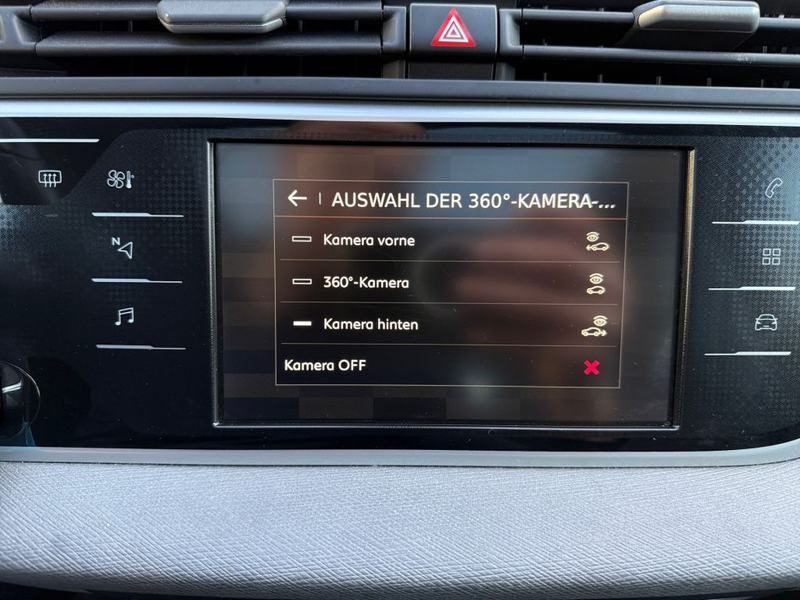 AUSWAHL DER 360°-KAMERA-...
Kamera vorne
360°-Kamera
Kamera hinten
Kamera OFF
N